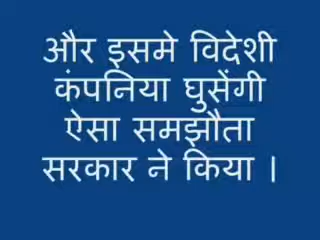 और इसमे विदेशी
कंपनिया घुसेंगी
ऐसा समझौता
सरकार ने किया ।